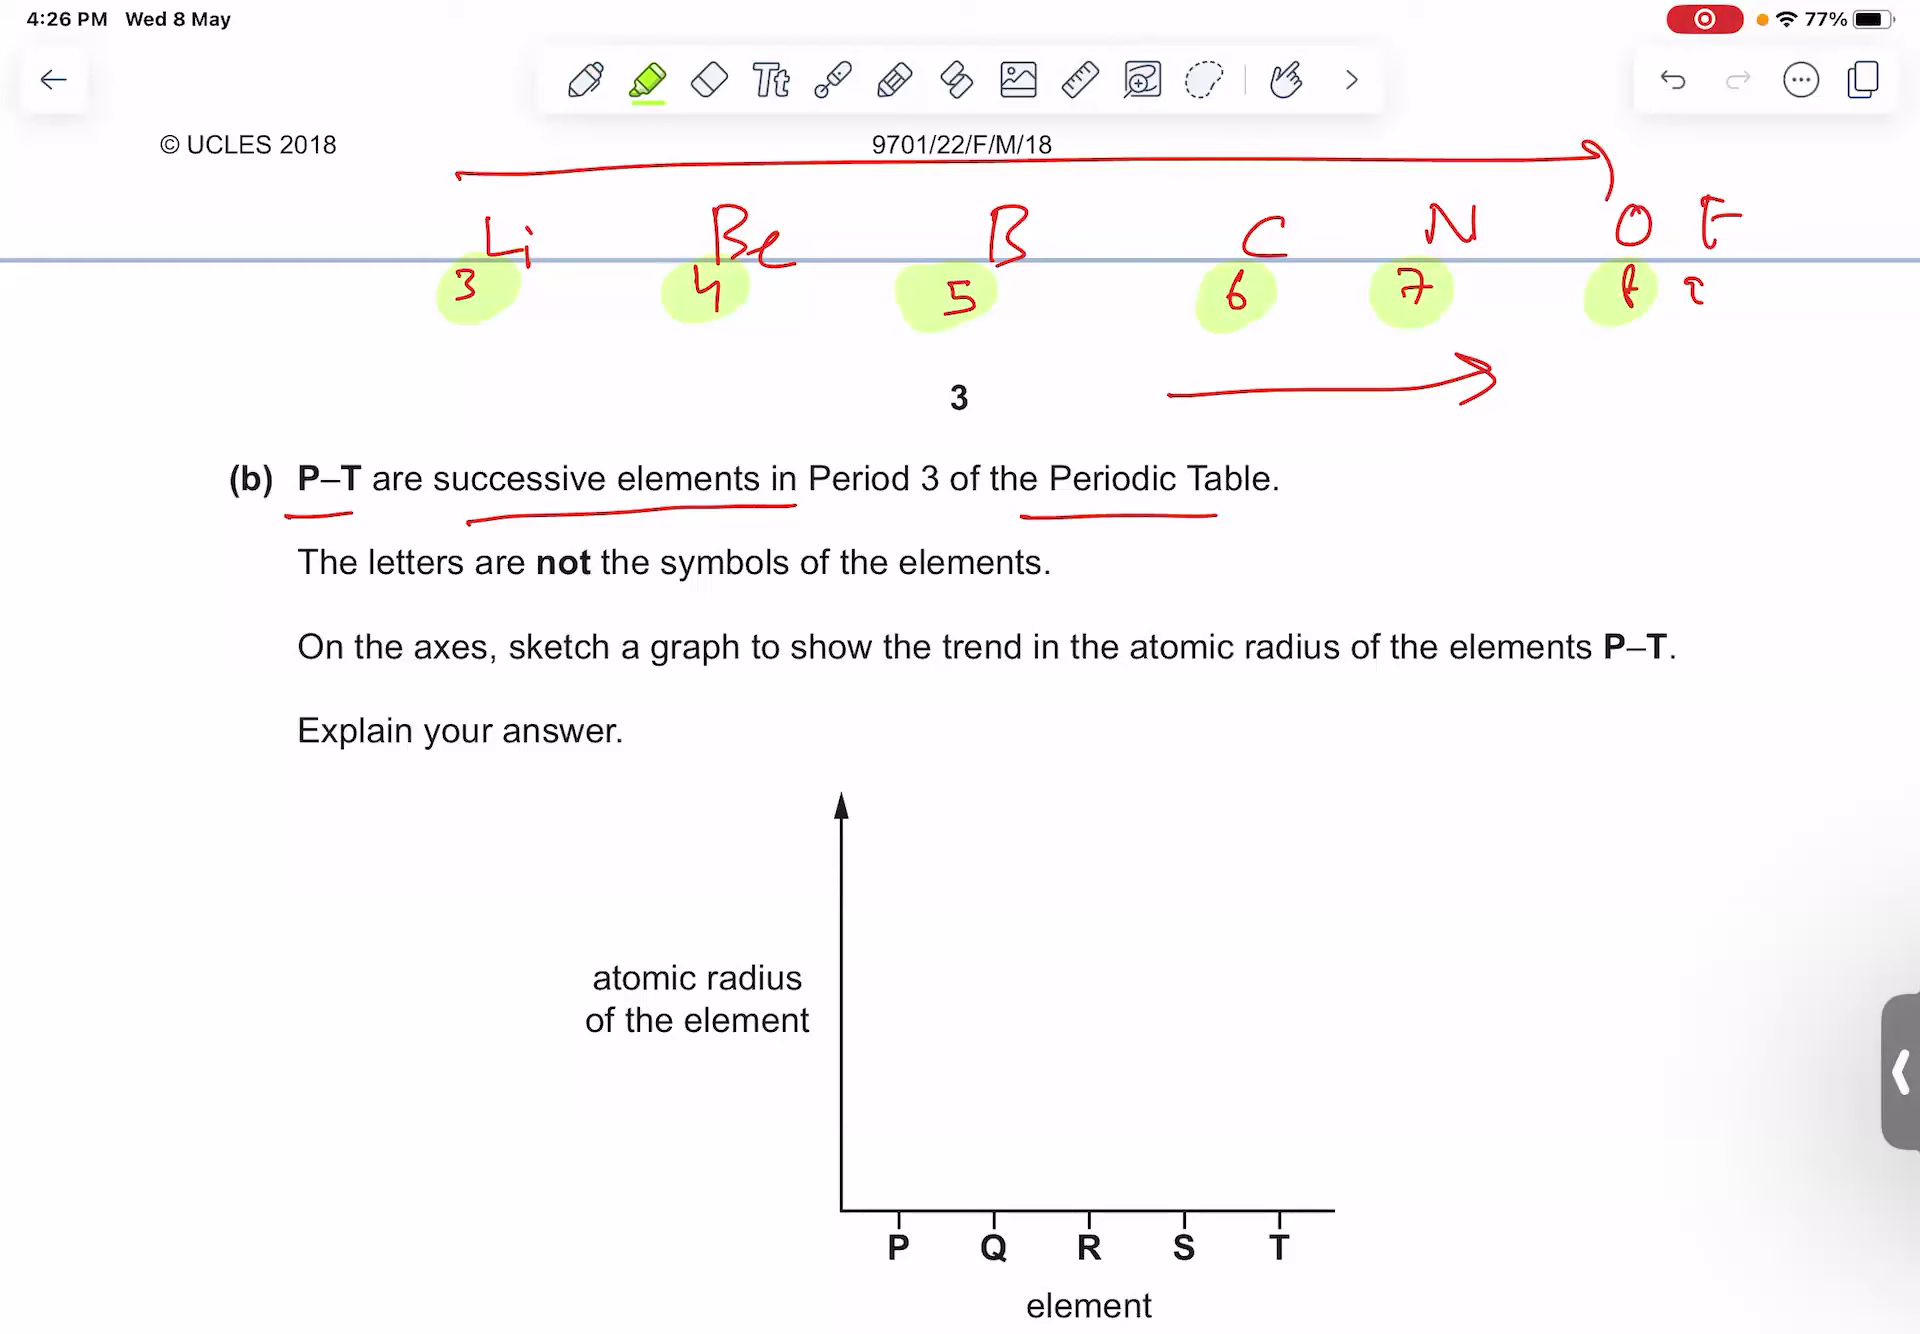 4:26 PM Wed 8 May
77%
Tt
© UCLES 2018
9701/22/F/M/18
Li Be B C N O F
3 4 5 6 7 8
3
(b) P–T are successive elements in Period 3 of the Periodic Table.
The letters are not the symbols of the elements.
On the axes, sketch a graph to show the trend in the atomic radius of the elements P–T.
Explain your answer.
atomic radius
of the element
P Q R S T
element